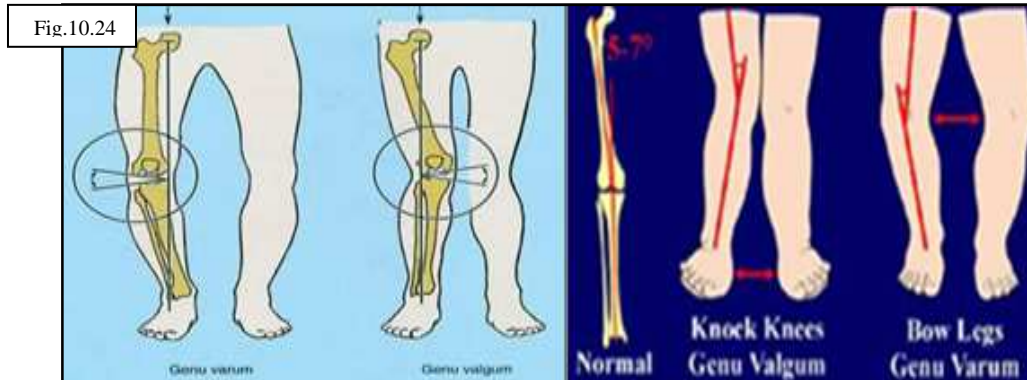 Fig.10.24
5-7°
Genu varum
Genu valgum
Normal
Knock Knees
Genu Valgum
Bow Legs
Genu Varum